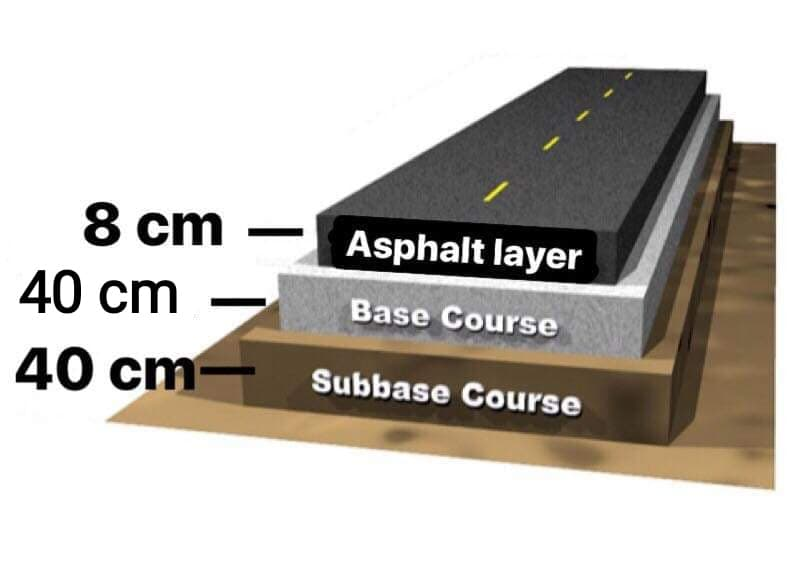 8 cm —
Asphalt layer
40 cm —
Base Course
40 cm—
Subbase Course